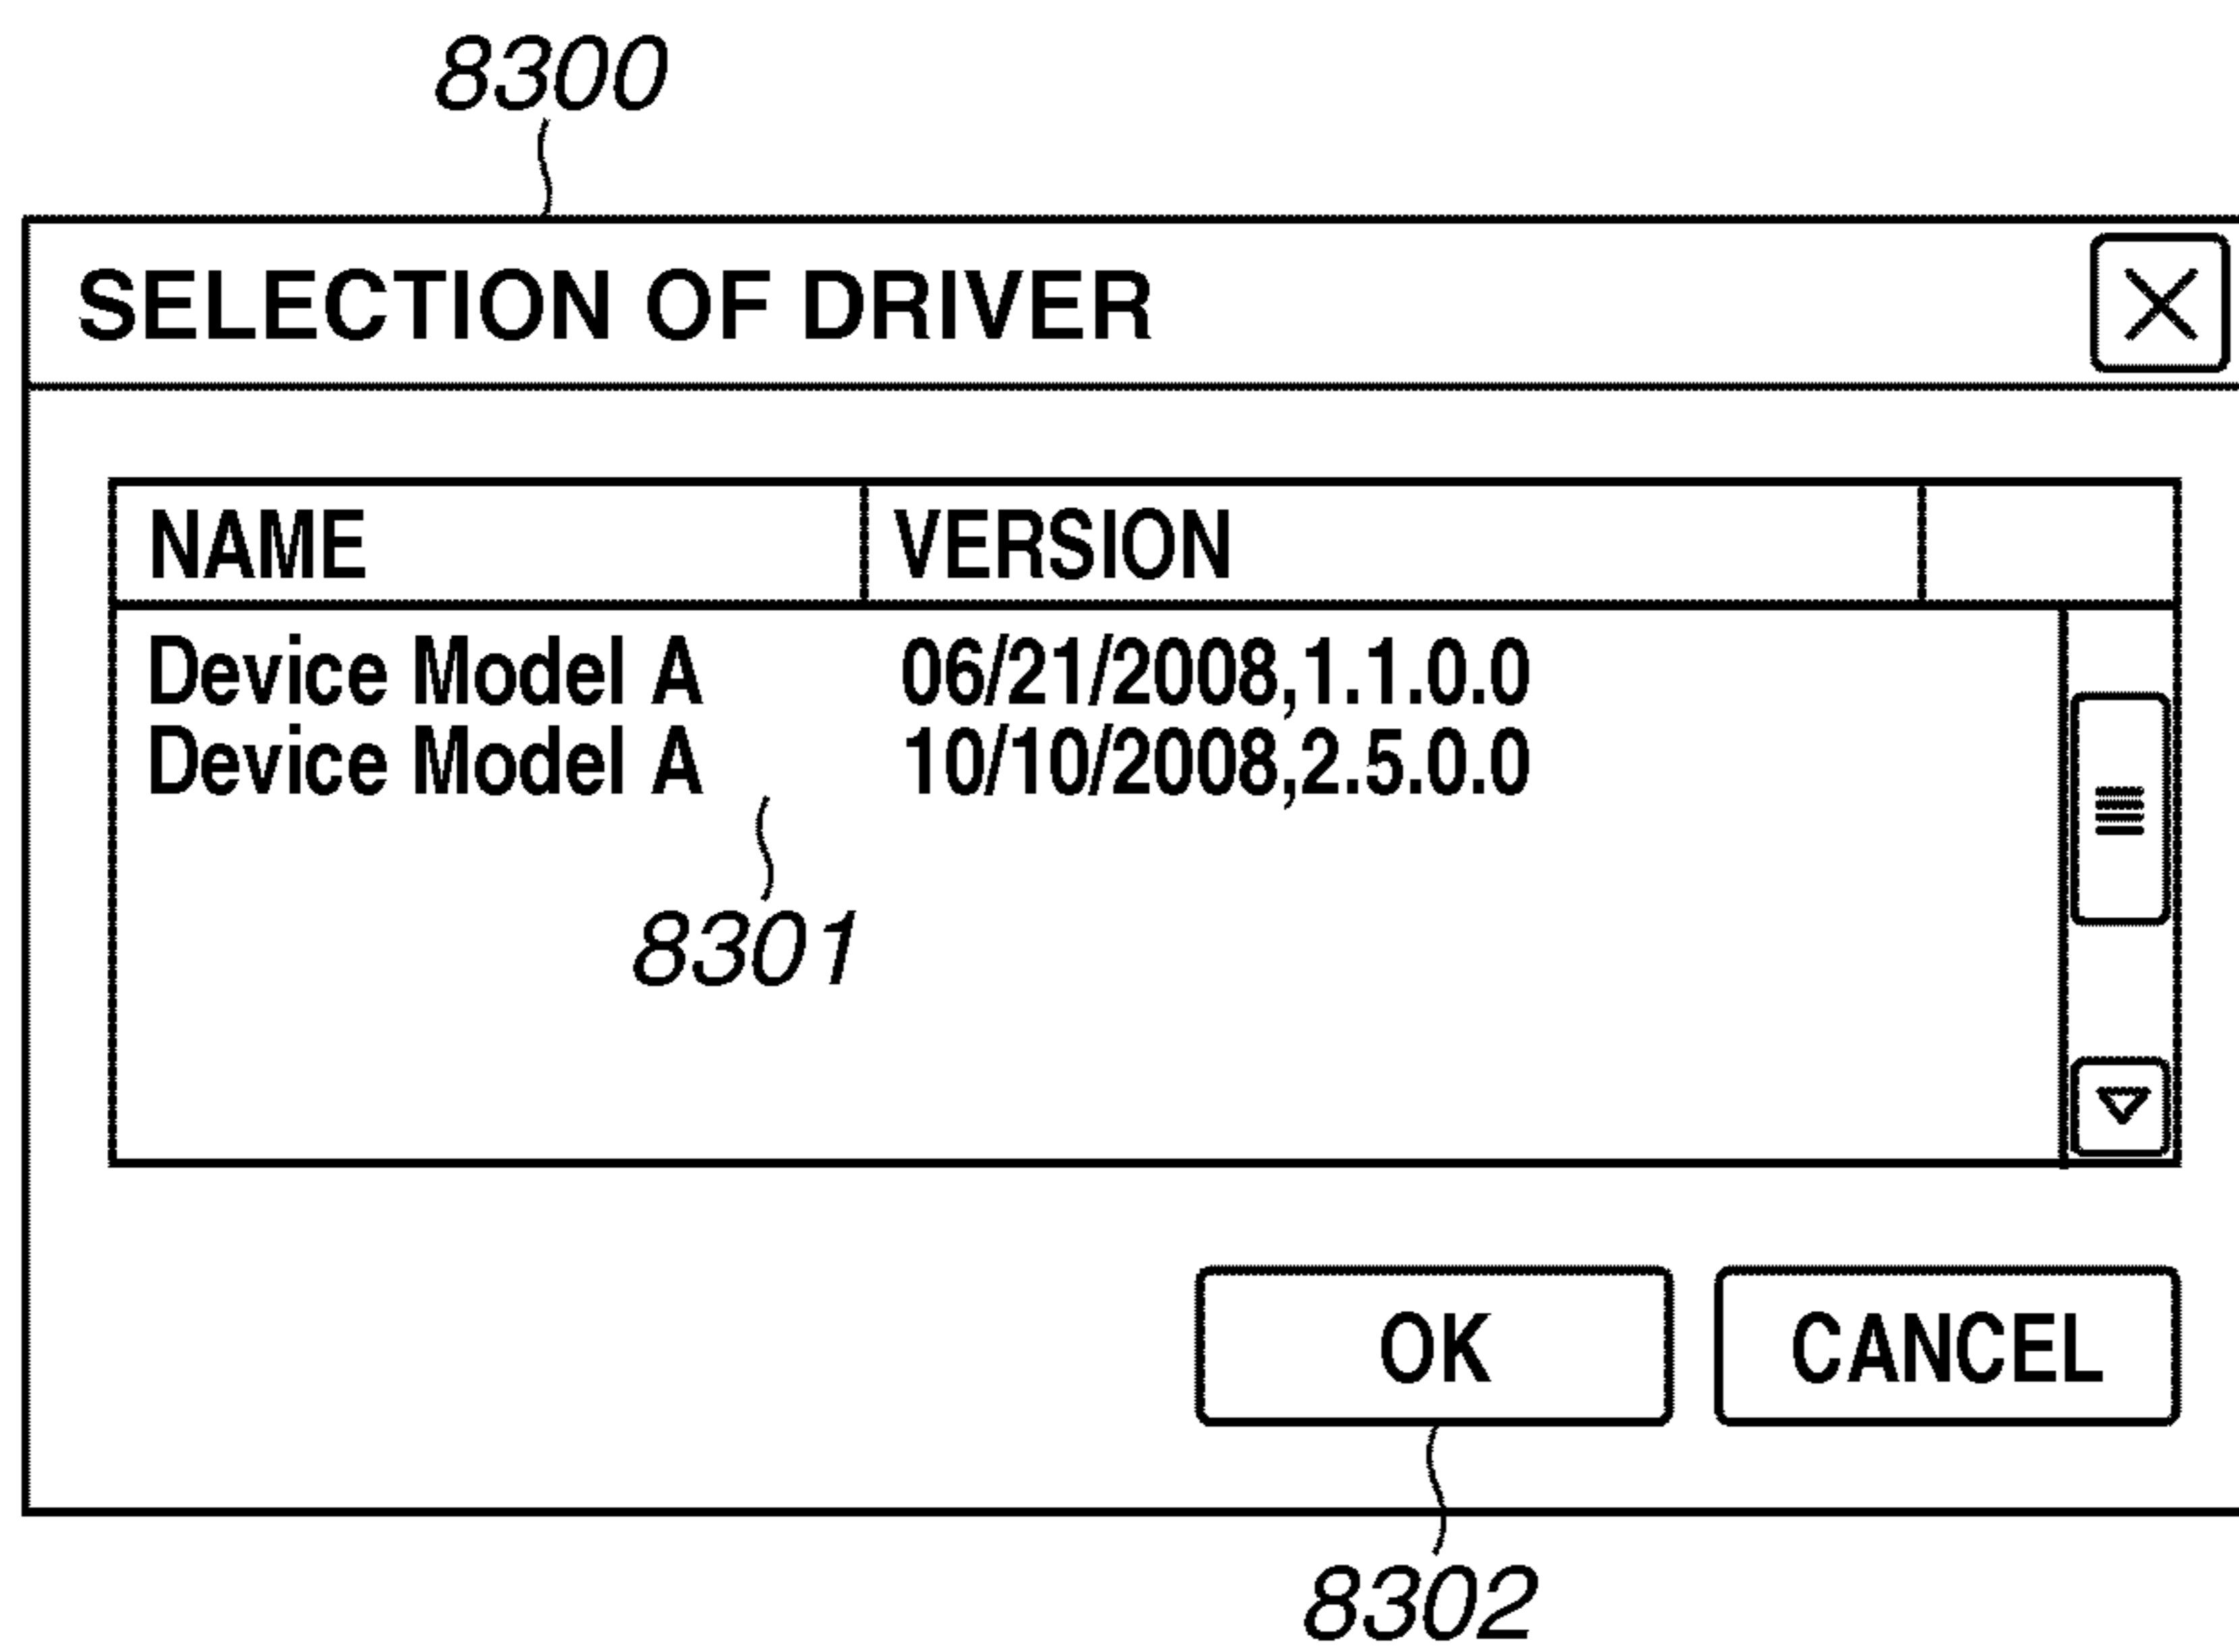 8300
SELECTION OF DRIVER
NAME VERSION
Device Model A 06/21/2008,1.1.0.0
Device Model A 10/10/2008,2.5.0.0
8301
OK CANCEL
8302